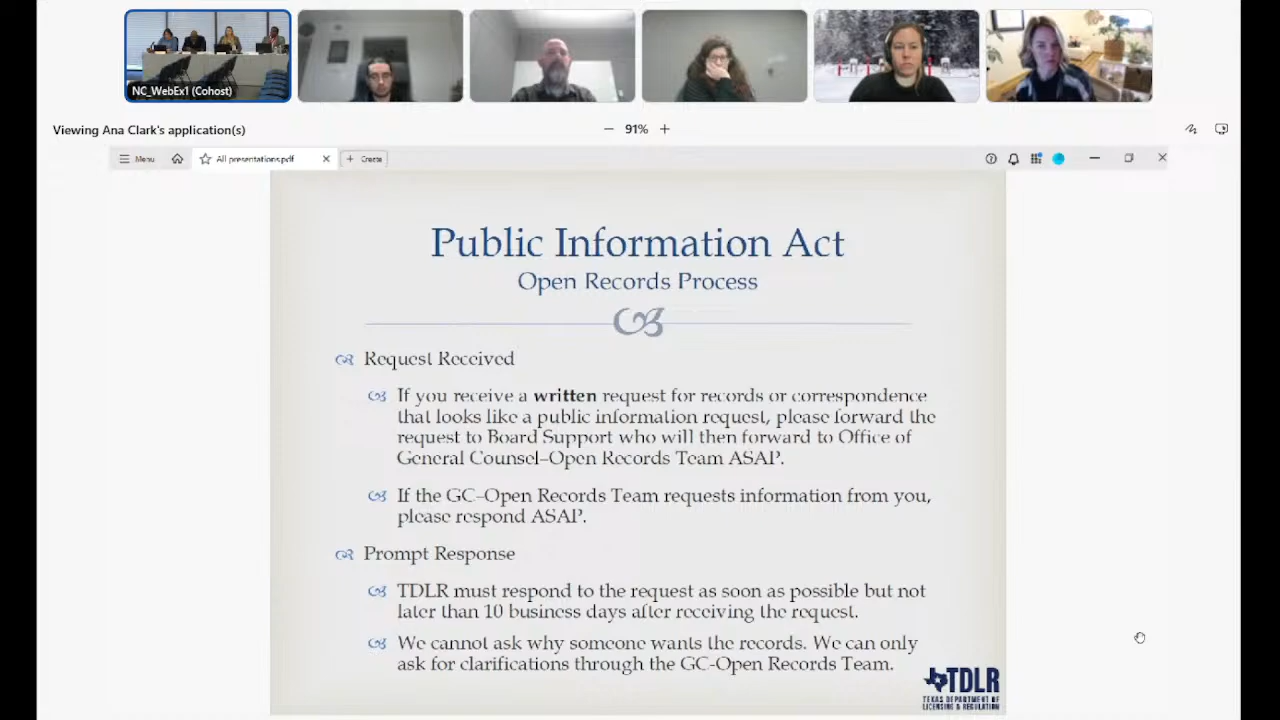 NC_WebEx1 (Cohost)
Viewing Ana Clark's application(s)
91%
Menu
All presentations.pdf
Create
Public Information Act
Open Records Process
Request Received
If you receive a written request for records or correspondence
that looks like a public information request, please forward the
request to Board Support who will then forward to Office of
General Counsel–Open Records Team ASAP.
If the GC–Open Records Team requests information from you,
please respond ASAP.
Prompt Response
TDLR must respond to the request as soon as possible but not
later than 10 business days after receiving the request.
We cannot ask why someone wants the records. We can only
ask for clarifications through the GC-Open Records Team.
TDLR
TEXAS DEPARTMENT OF
LICENSING & REGULATION